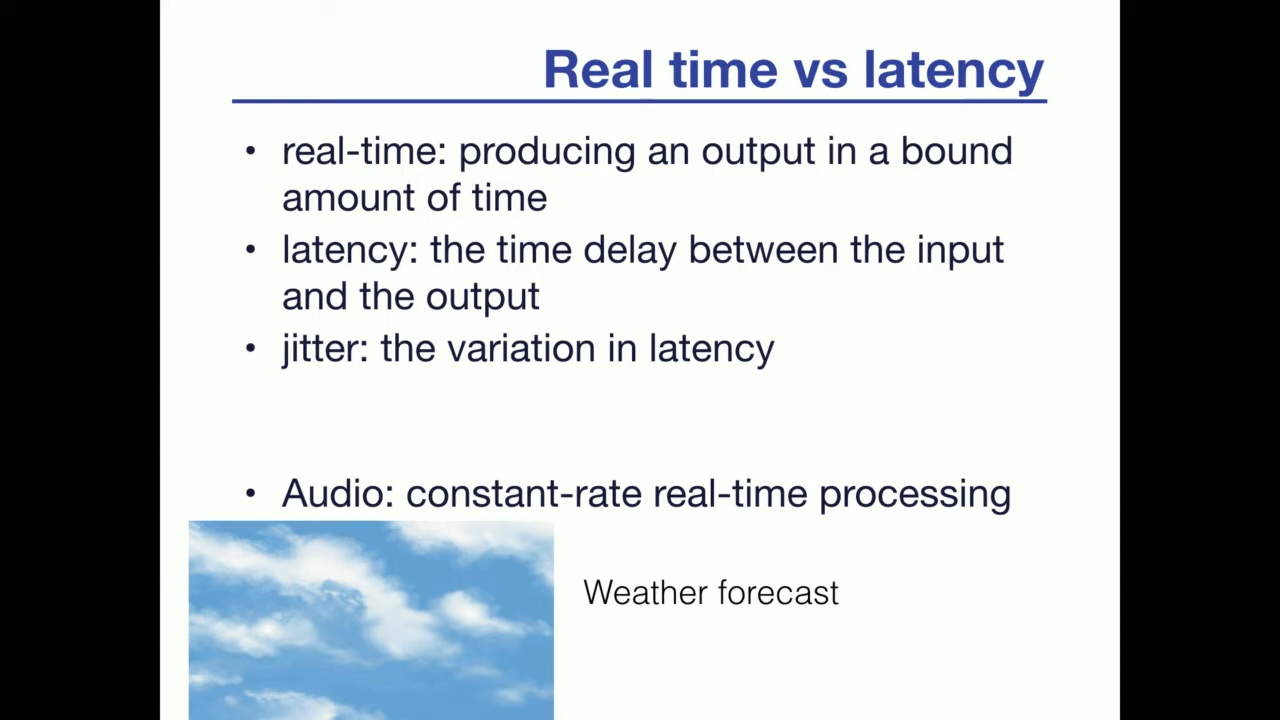 Real time vs latency
• real-time: producing an output in a bound
amount of time
• latency: the time delay between the input
and the output
• jitter: the variation in latency
• Audio: constant-rate real-time processing
Weather forecast